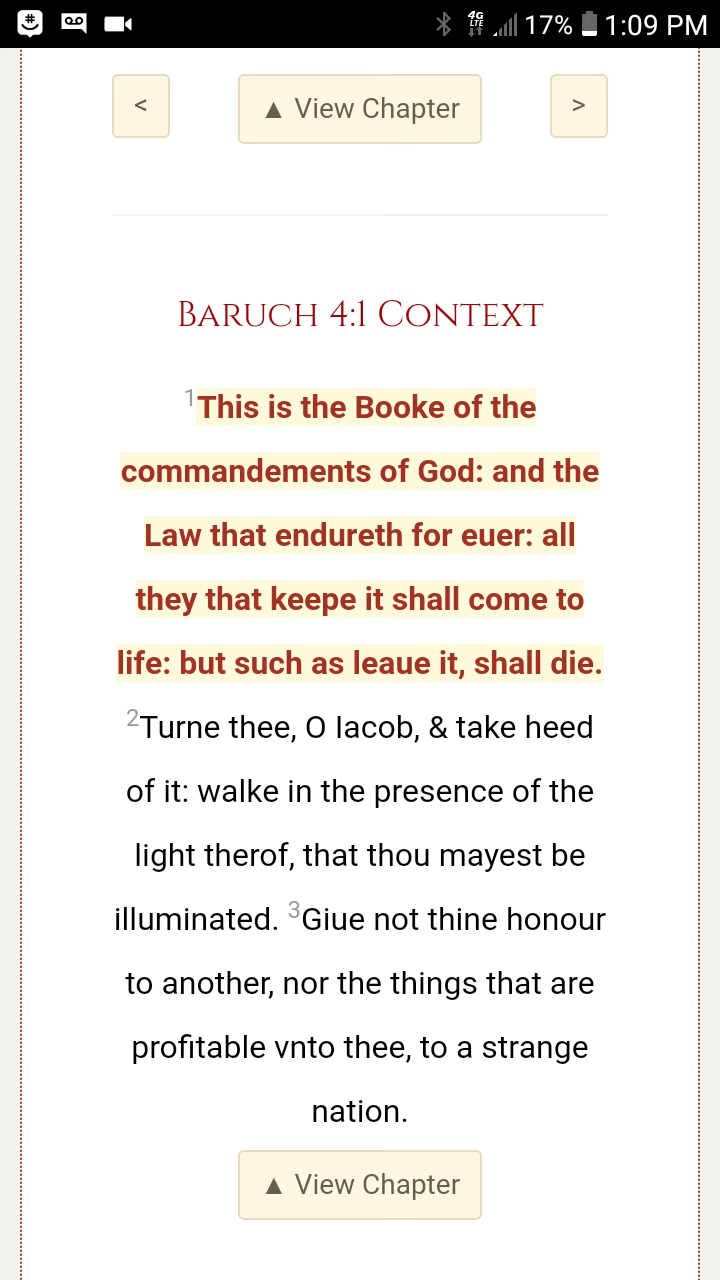 4G LTE 17% 1:09 PM
< ▲ View Chapter >
Baruch 4:1 Context
1This is the Booke of the
commandements of God: and the
Law that endureth for euer: all
they that keepe it shall come to
life: but such as leaue it, shall die.
2Turne thee, O Iacob, & take heed
of it: walke in the presence of the
light therof, that thou mayest be
illuminated. 3Giue not thine honour
to another, nor the things that are
profitable vnto thee, to a strange
nation.
▲ View Chapter